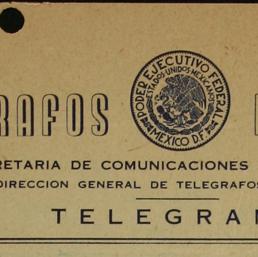 PODER EJECUTIVO FEDERAL
ESTADOS UNIDOS MEXICANOS
MEXICO D.F.
RAFOS
RETARIA DE COMUNICACIONES
DIRECCION GENERAL DE TELEGRAFOS
TELEGRAM